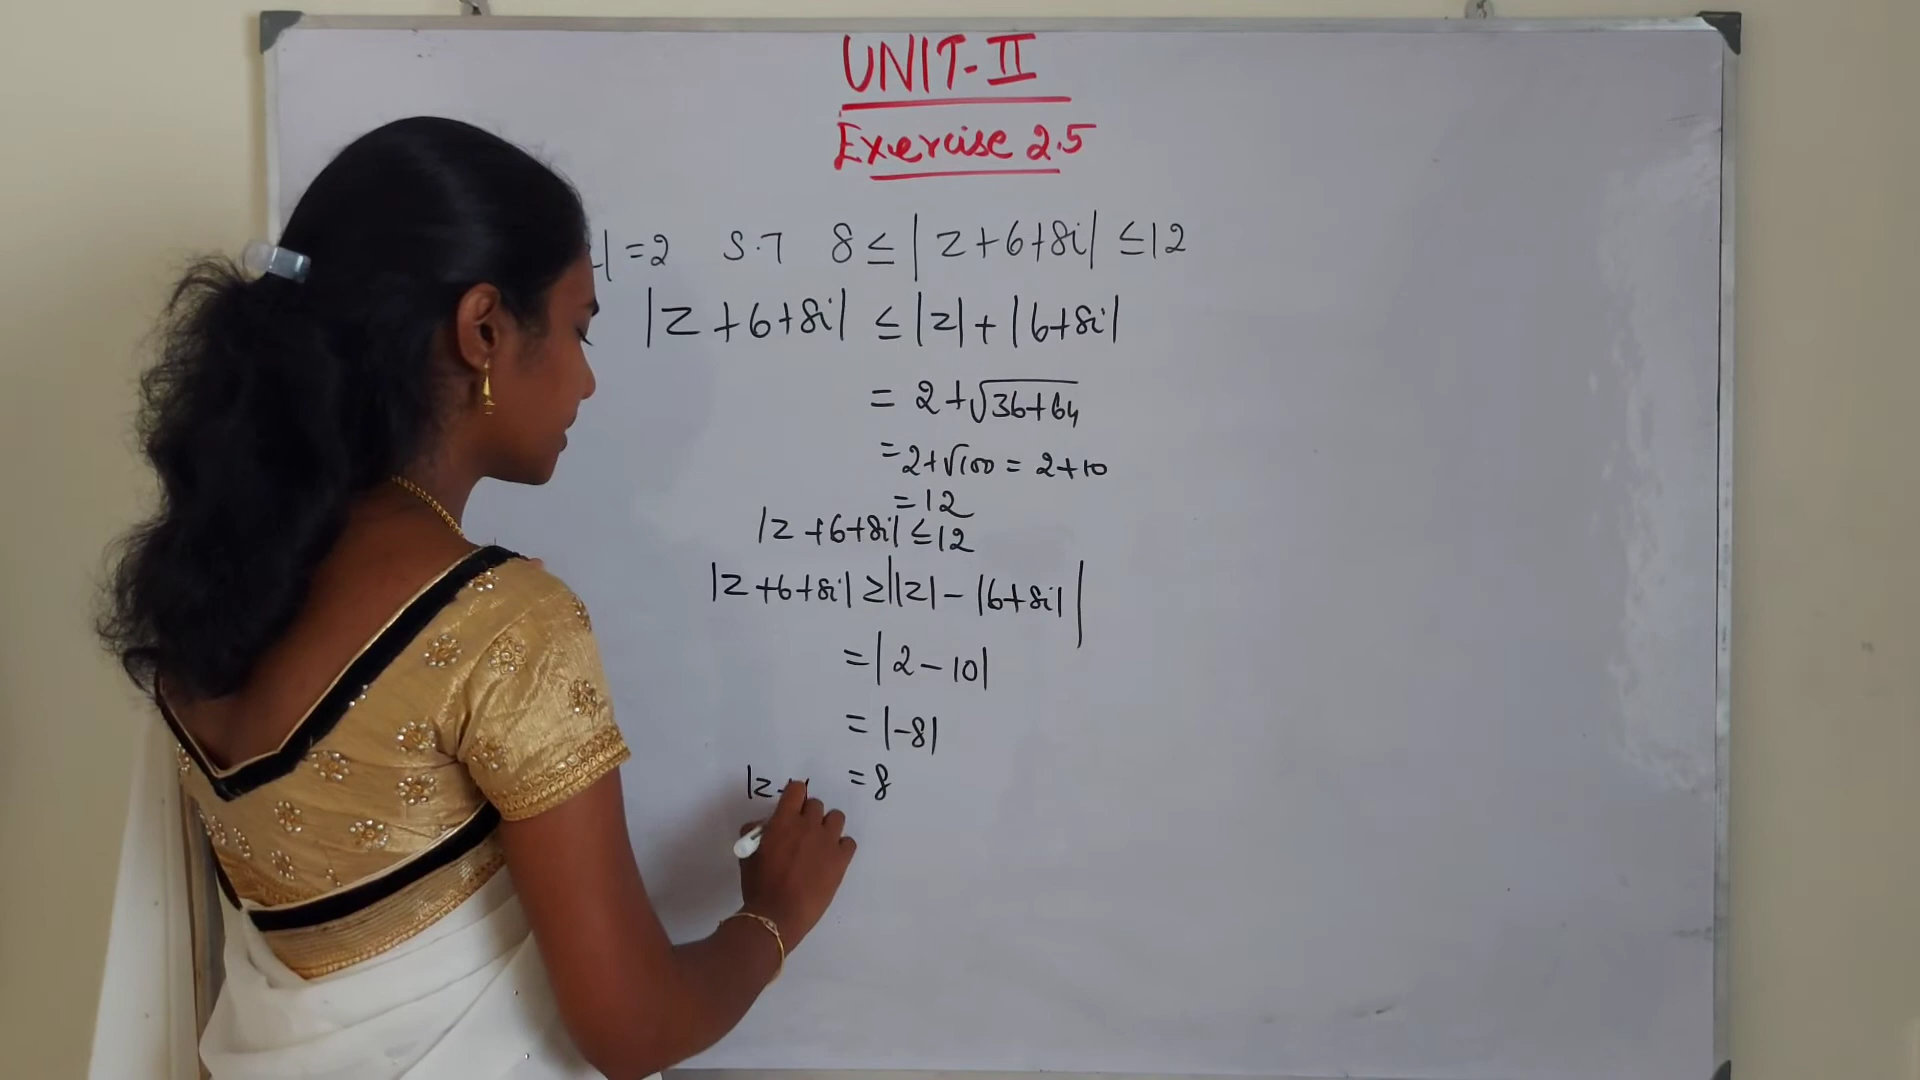 UNIT-II
Exercise 2.5
|=2 S.T 8 ≤ |z+6+8i| ≤12
|z+6+8i| ≤ |z|+|6+8i|
= 2+√36+64
=2+√100 = 2+10
=12
|z+6+8i| ≤12
|z+6+8i| ≥ ||z| - |6+8i||
=|2-10|
= |-8|
|z+ =8